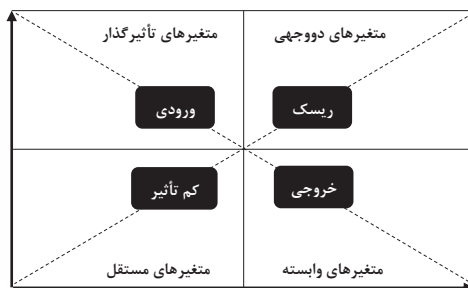 متغیرهای دووجهی
متغیرهای تأثیرگذار
ریسک
ورودی
خروجی
کم تأثیر
متغیرهای وابسته
متغیرهای مستقل